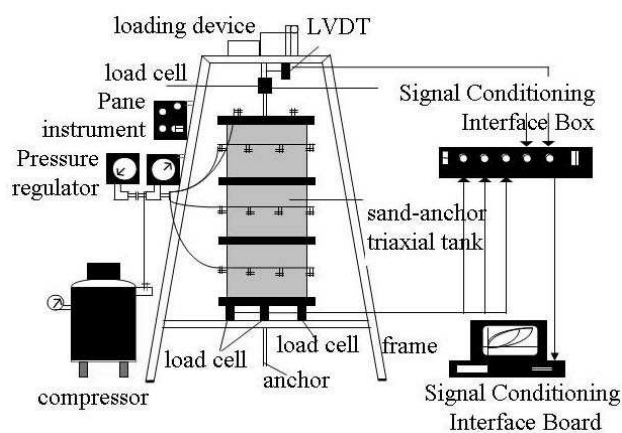 loading device
LVDT
load cell
Pane
instrument
Signal Conditioning
Interface Box
Pressure
regulator
sand-anchor
triaxial tank
load cell
load cell
frame
anchor
compressor
Signal Conditioning
Interface Board